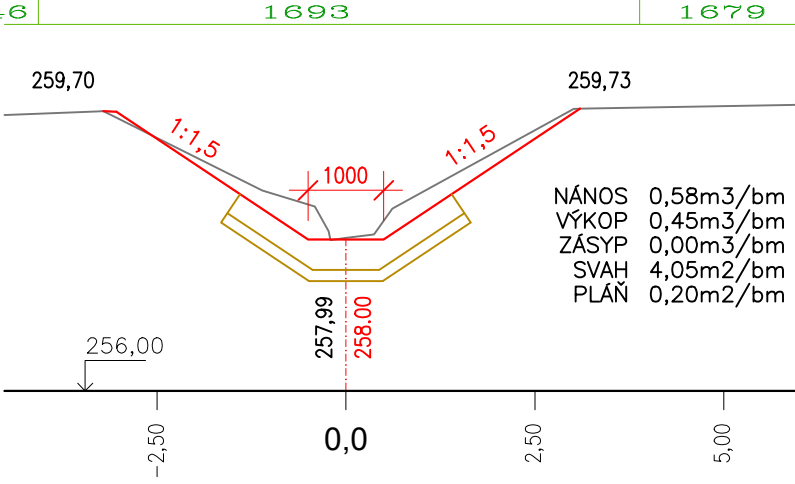 46 1693 1679
259,70 259,73
1:1,5 1:1,5
1000
NÁNOS 0,58m3/bm
VÝKOP 0,45m3/bm
ZÁSYP 0,00m3/bm
SVAH 4,05m2/bm
PLÁŇ 0,20m2/bm
257,99 258.00
256,00
-2,50 0,0 2,50 5,00